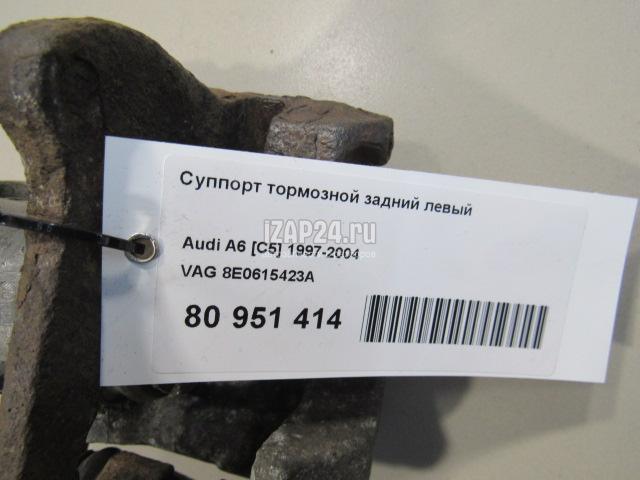 Суппорт тормозной задний левый
IZAP24.ru
Audi A6 [C5] 1997-2004
VAG 8E0615423A
80 951 414